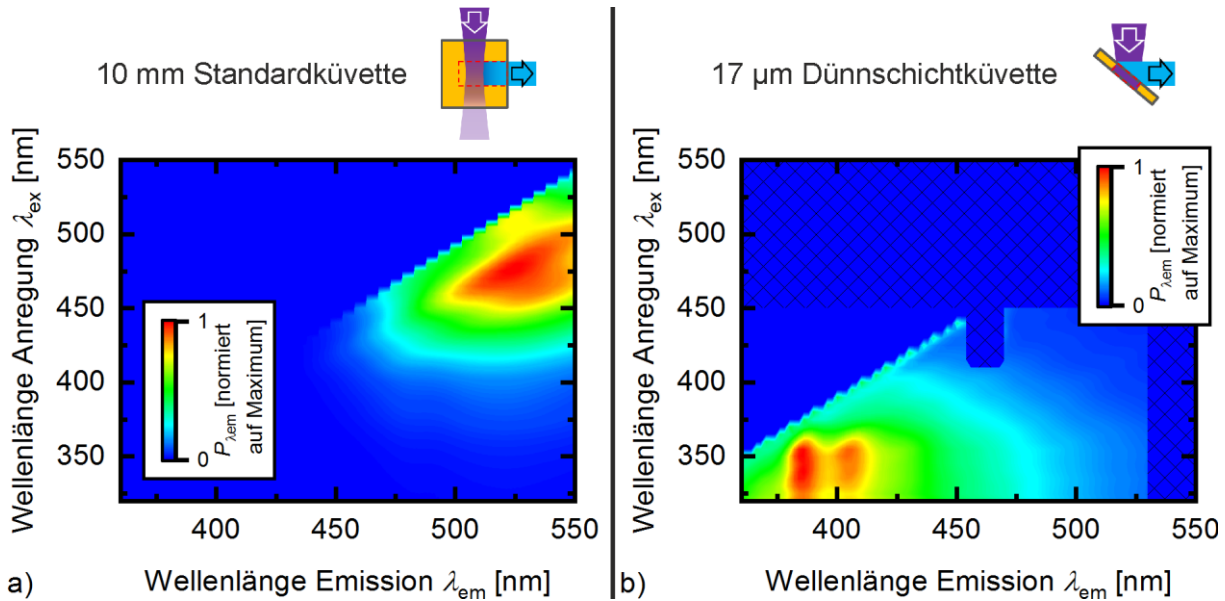 10 mm Standardküvette
550
500
450
400
350
Wellenlänge Anregung λex [nm]
1
0
Pλem [normiert
auf Maximum]
400
450
500
550
Wellenlänge Emission λem [nm]
a)
17 µm Dünnschichtküvette
550
500
450
400
350
Wellenlänge Anregung λex [nm]
1
0
Pλem [normiert
auf Maximum]
400
450
500
550
Wellenlänge Emission λem [nm]
b)